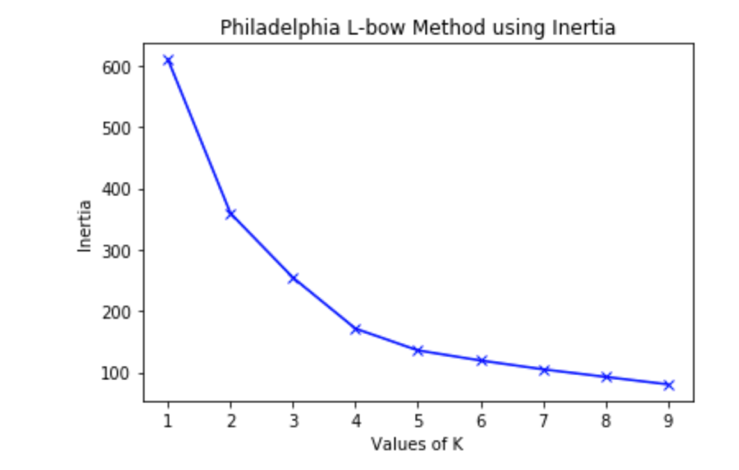 Philadelphia L-bow Method using Inertia
600
500
400
300
200
100
Inertia
1 2 3 4 5 6 7 8 9
Values of K